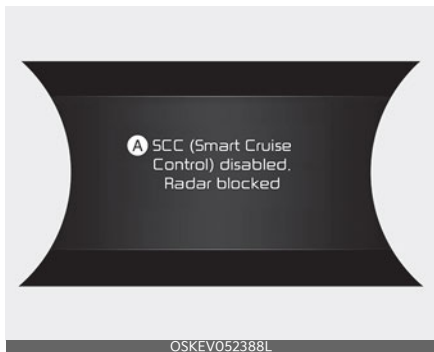 A SCC (Smart Cruise
Control) disabled.
Radar blocked
OSKEV052388L